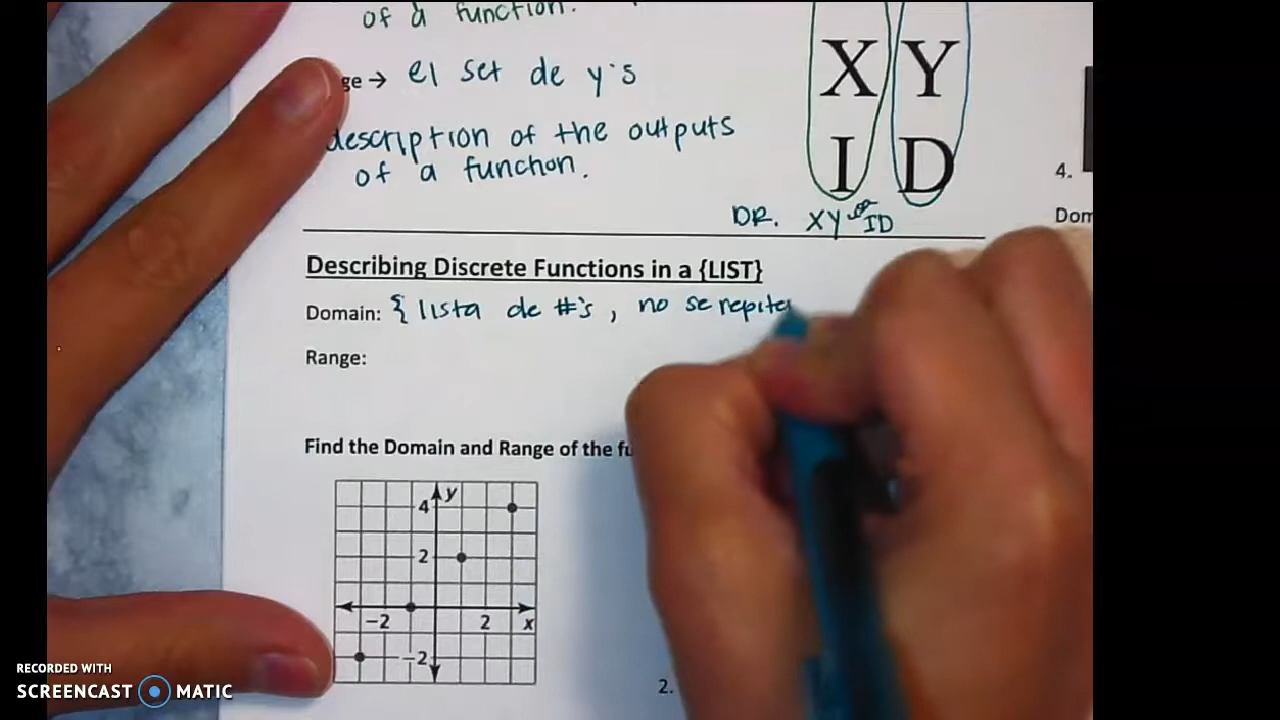 of a function.
ge → el set de y's
description of the outputs
of a function.
X Y
I D
DR. XY or ID
4.
Dom
Describing Discrete Functions in a {LIST}
Domain: { lista de #'s , no se repiten
Range:
Find the Domain and Range of the fu
y
4
2
-2 2 x
-2
2.
RECORDED WITH
SCREENCAST MATIC